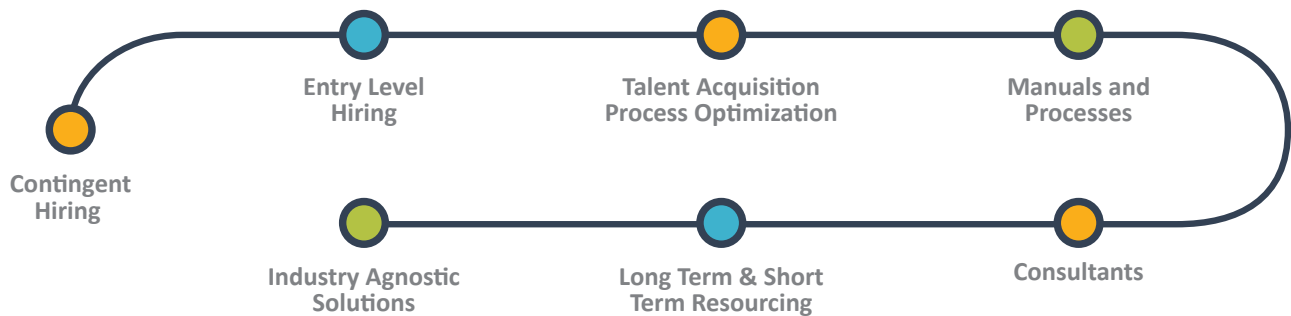 Contingent
Hiring
Entry Level
Hiring
Talent Acquisition
Process Optimization
Manuals and
Processes
Consultants
Long Term & Short
Term Resourcing
Industry Agnostic
Solutions